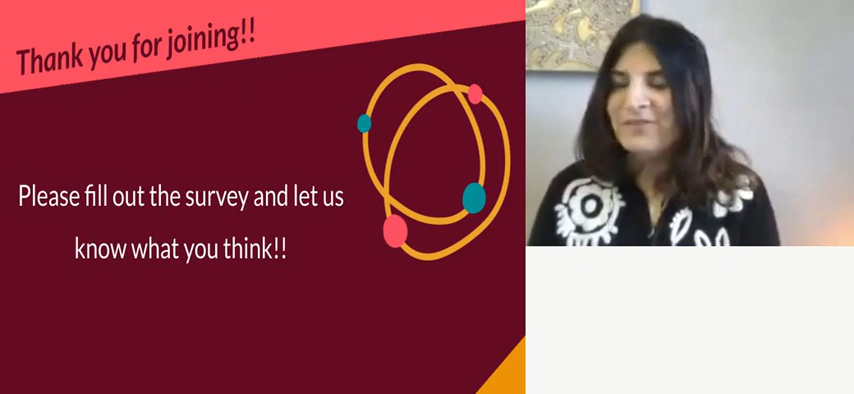 Thank you for joining!!
Please fill out the survey and let us
know what you think!!